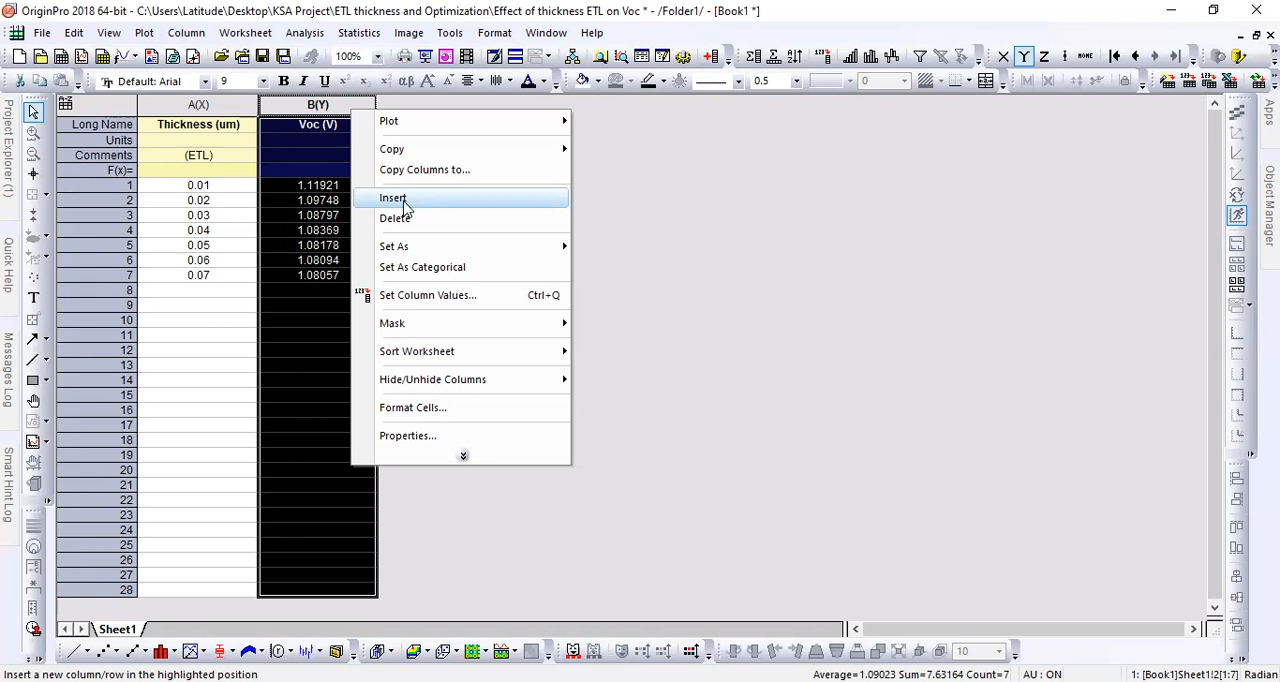 OriginPro 2018 64-bit - C:\Users\Latitude\Desktop\KSA Project\ETL thickness and Optimization\Effect of thickness ETL on Voc * - /Folder1/ - [Book1 *]
File Edit View Plot Column Worksheet Analysis Statistics Image Tools Format Window Help
100% HOME
Default: Arial 9 B I U 0.5 0
A(X) B(Y)
Long Name Thickness (um) Voc (V)
Units
Comments (ETL)
F(x)=
1 0.01 1.11921
2 0.02 1.09748
3 0.03 1.08797
4 0.04 1.08369
5 0.05 1.08178
6 0.06 1.08094
7 0.07 1.08057
8
9
10
11
12
13
14
15
16
17
18
19
20
21
22
23
24
25
26
27
28
Plot
Copy
Copy Columns to...
Insert
Delete
Set As
Set As Categorical
Set Column Values... Ctrl+Q
Mask
Sort Worksheet
Hide/Unhide Columns
Format Cells...
Properties...
Project Explorer (1)
Quick Help
Messages Log
Smart Hint Log
Apps
Object Manager
Sheet1
10
Insert a new column/row in the highlighted position Average=1.09023 Sum=7.63164 Count=7 AU : ON 1: [Book1]Sheet1!2[1:7] Radian